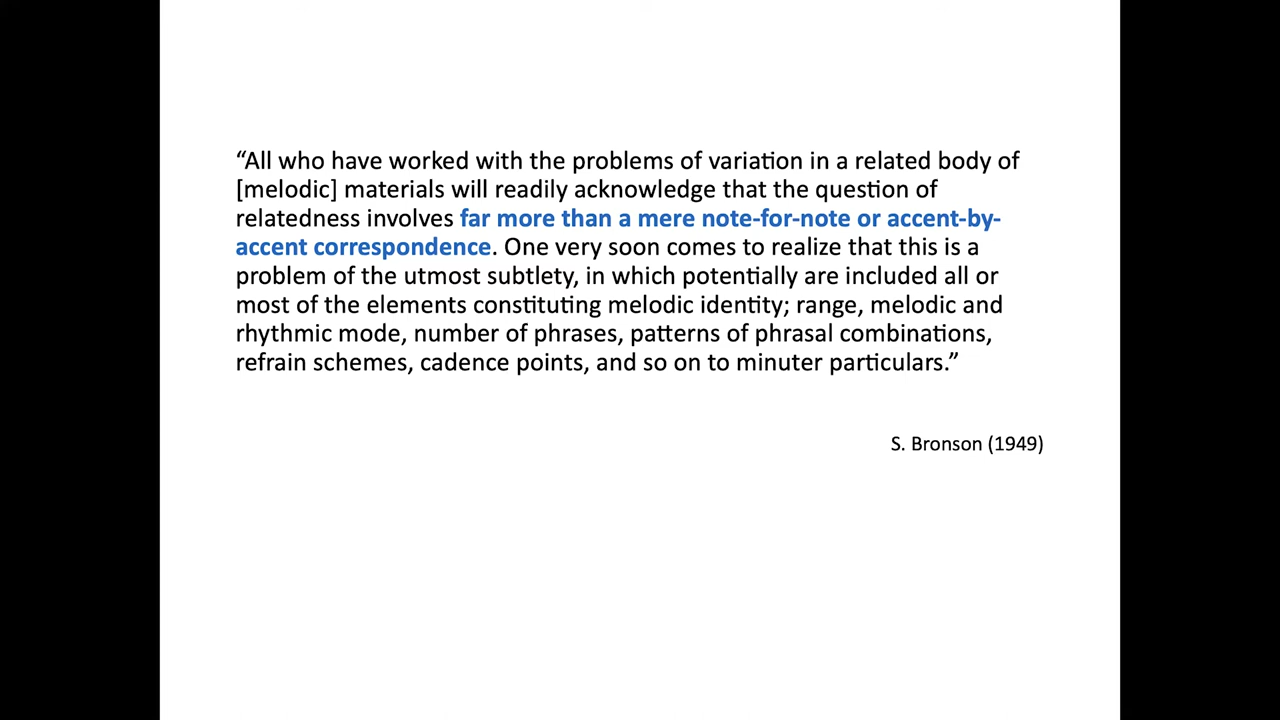 “All who have worked with the problems of variation in a related body of
[melodic] materials will readily acknowledge that the question of
relatedness involves far more than a mere note-for-note or accent-by-
accent correspondence. One very soon comes to realize that this is a
problem of the utmost subtlety, in which potentially are included all or
most of the elements constituting melodic identity; range, melodic and
rhythmic mode, number of phrases, patterns of phrasal combinations,
refrain schemes, cadence points, and so on to minuter particulars.”
S. Bronson (1949)